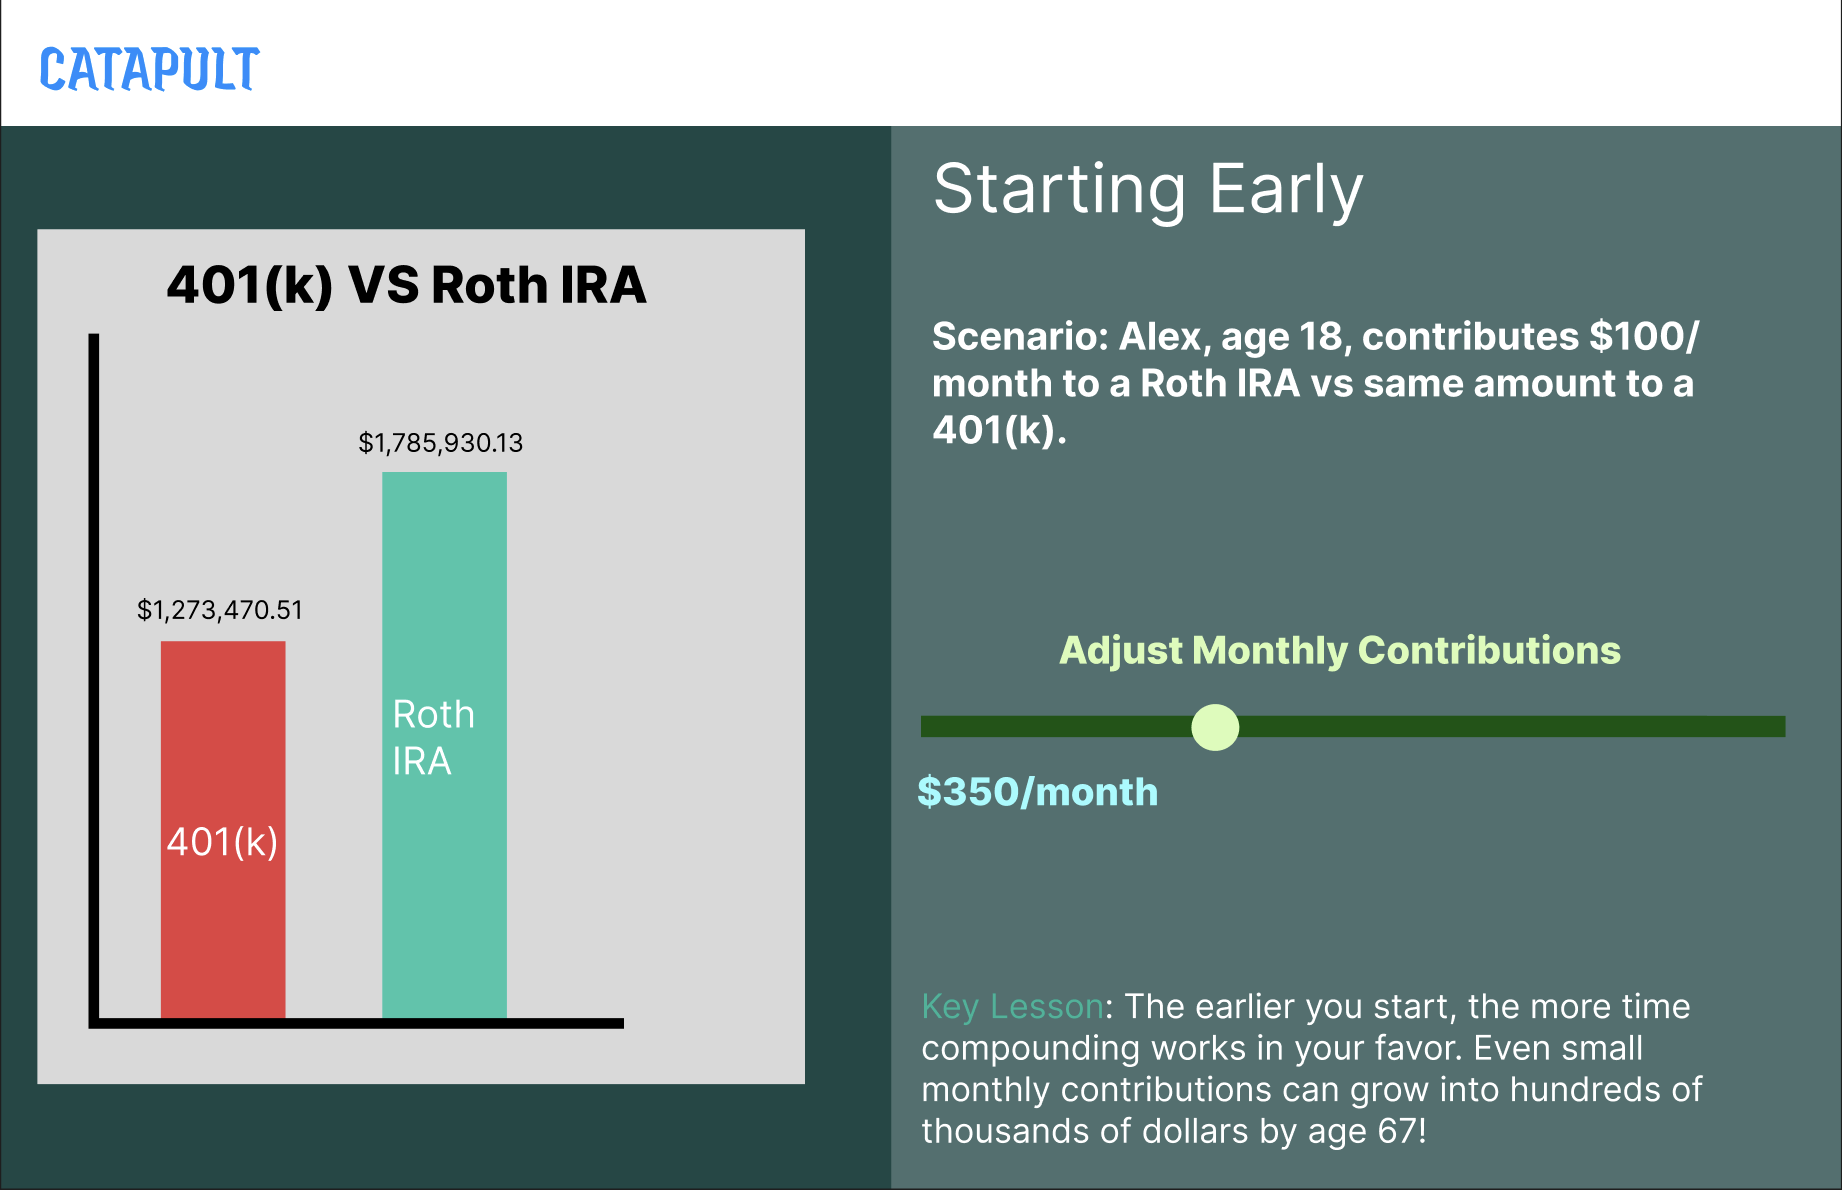 CATAPULT
401(k) VS Roth IRA
$1,785,930.13
$1,273,470.51
Roth
IRA
401(k)
Starting Early
Scenario: Alex, age 18, contributes $100/
month to a Roth IRA vs same amount to a
401(k).
Adjust Monthly Contributions
$350/month
Key Lesson: The earlier you start, the more time
compounding works in your favor. Even small
monthly contributions can grow into hundreds of
thousands of dollars by age 67!